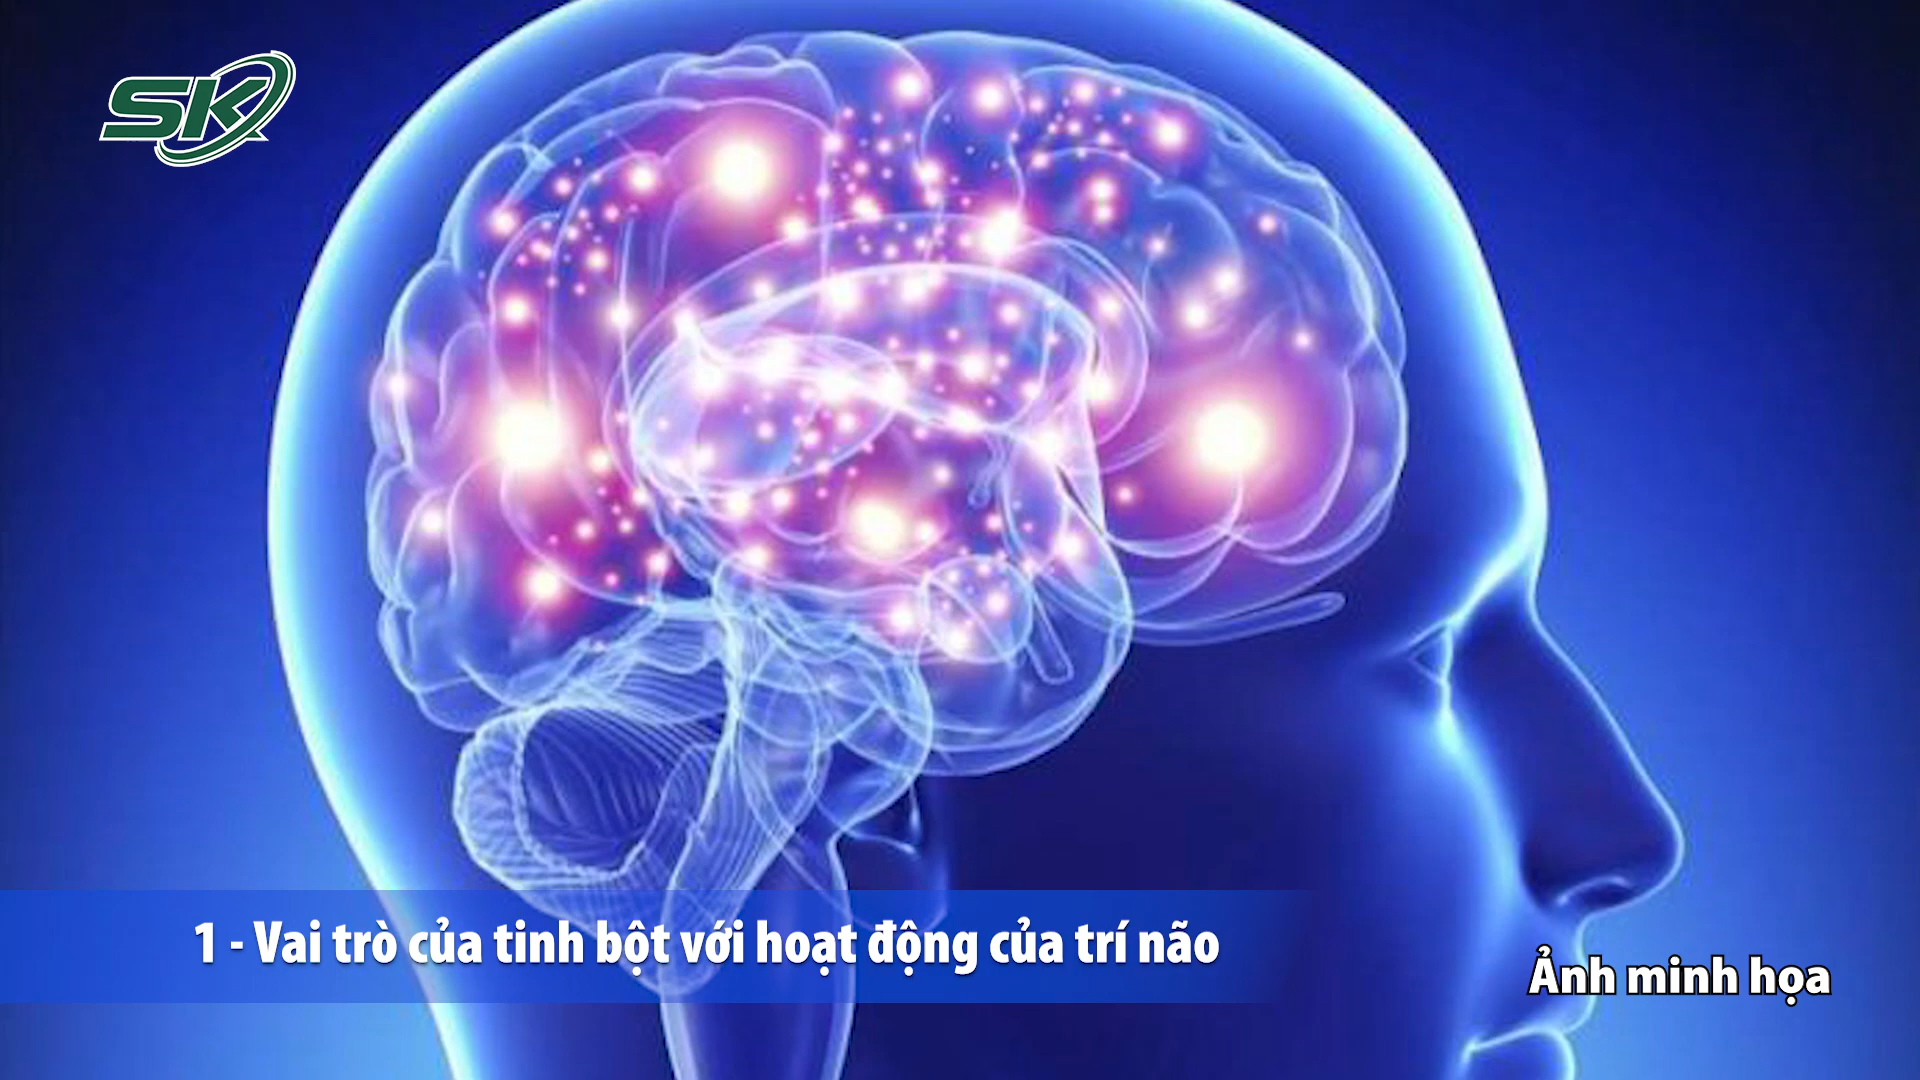 SK
1 - Vai trò của tinh bột với hoạt động của trí não
Ảnh minh họa